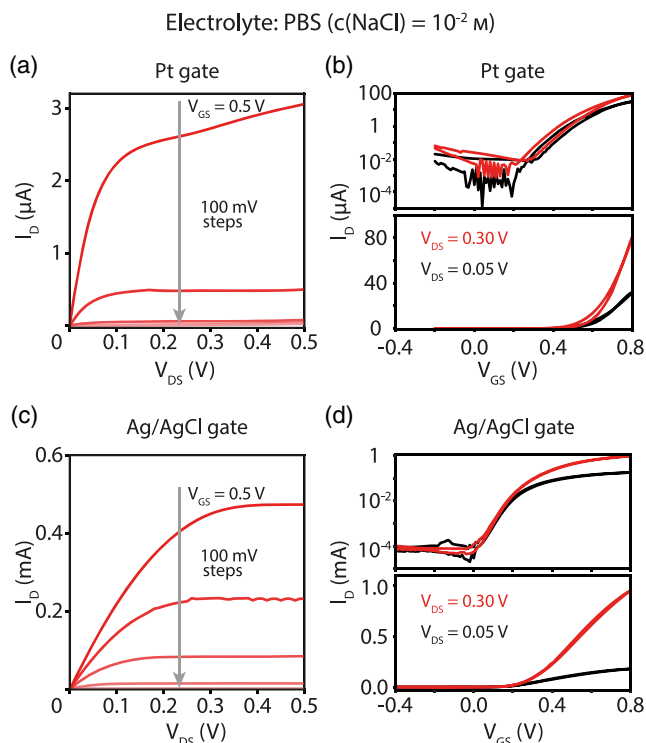 Electrolyte: PBS (c(NaCl) = 10⁻² м)
(a)
Pt gate
3
2
1
0
I_D (μA)
V_GS = 0.5 V
100 mV
steps
0
0.1
0.2
0.3
0.4
0.5
V_DS (V)
(b)
Pt gate
100
1
10⁻²
10⁻⁴
80
40
0
I_D (μA)
V_DS = 0.30 V
V_DS = 0.05 V
-0.4
0.0
0.4
0.8
V_GS (V)
(c)
Ag/AgCl gate
0.6
0.4
0.2
0
I_D (mA)
V_GS = 0.5 V
100 mV
steps
0
0.1
0.2
0.3
0.4
0.5
V_DS (V)
(d)
Ag/AgCl gate
1
10⁻²
10⁻⁴
1.0
0.5
0.0
I_D (mA)
V_DS = 0.30 V
V_DS = 0.05 V
-0.4
0.0
0.4
0.8
V_GS (V)